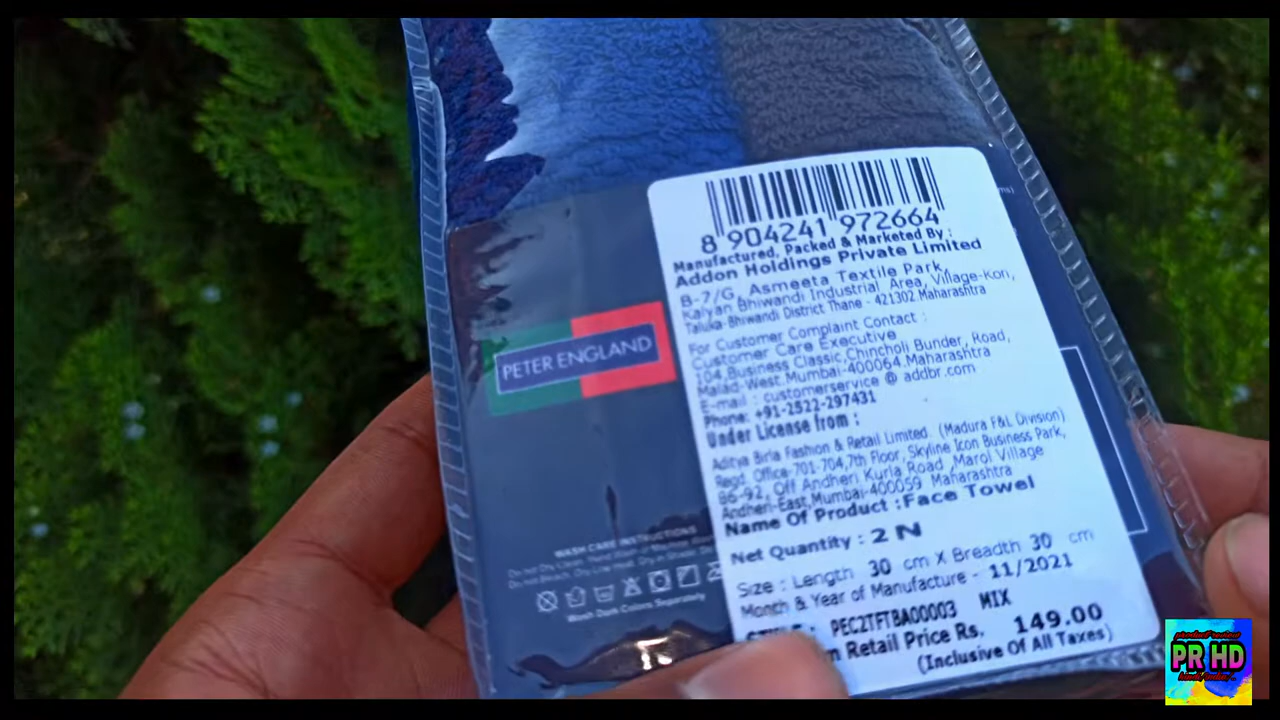 8 904241 972664
Manufactured, Packed & Marketed By :
Addon Holdings Private Limited
B-7/G, Asmeeta Textile Park,
Kalyan Bhiwandi Industrial Area, Village-Kon,
Taluka-Bhiwandi District Thane - 421302 Maharashtra
For Customer Complaint Contact :
Customer Care Executive
104,Business Classic,Chincholi Bunder, Road,
Malad-West,Mumbai-400064,Maharashtra
E-mail : customerservice @ addbr.com
Phone: +91-2522-297431
Under License from :
Aditya Birla Fashion & Retail Limited. (Madura F&L Division)
Regd. Office-701-704,7th Floor, Skyline Icon Business Park,
86-92, Off Andheri Kurla Road ,Marol Village
Andheri-East,Mumbai-400059 Maharashtra
Name Of Product : Face Towel
Net Quantity : 2 N
Size : Length 30 cm X Breadth 30 cm
Month & Year of Manufacture - 11/2021
PEC2TFTBA00003 MIX
Retail Price Rs. 149.00
(Inclusive Of All Taxes)
PETER ENGLAND
WASH CARE INSTRUCTIONS
Wash Dark Colors Separately
product review
PR HD